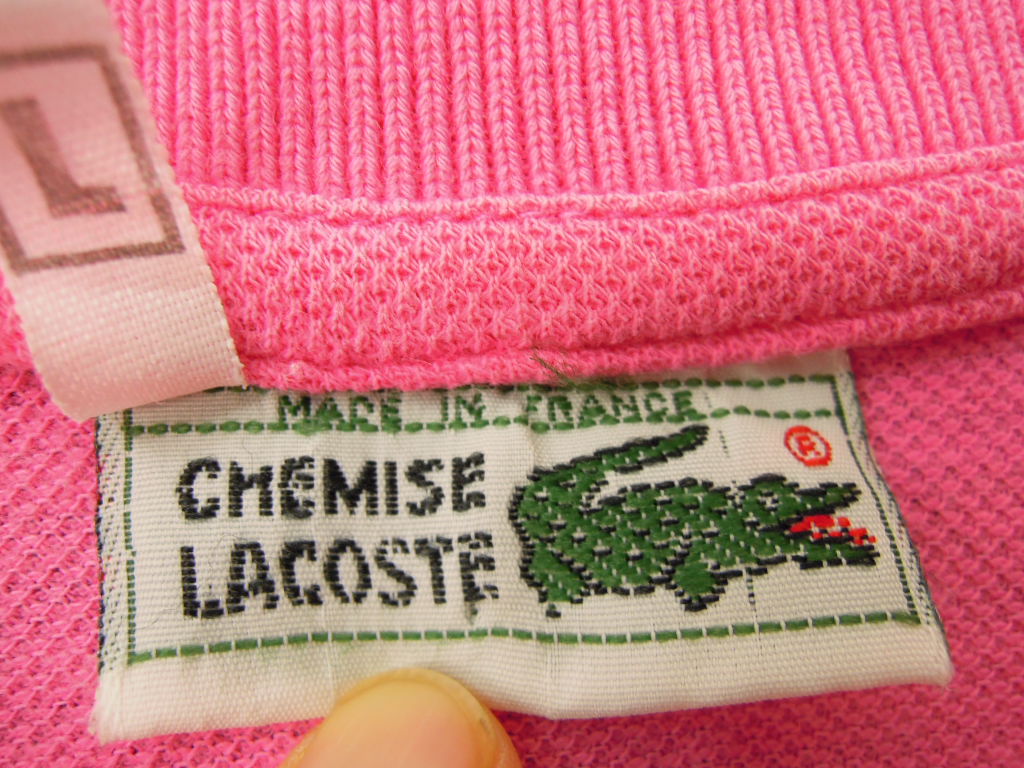 L
MADE IN FRANCE
CHEMISE
LACOSTE
®